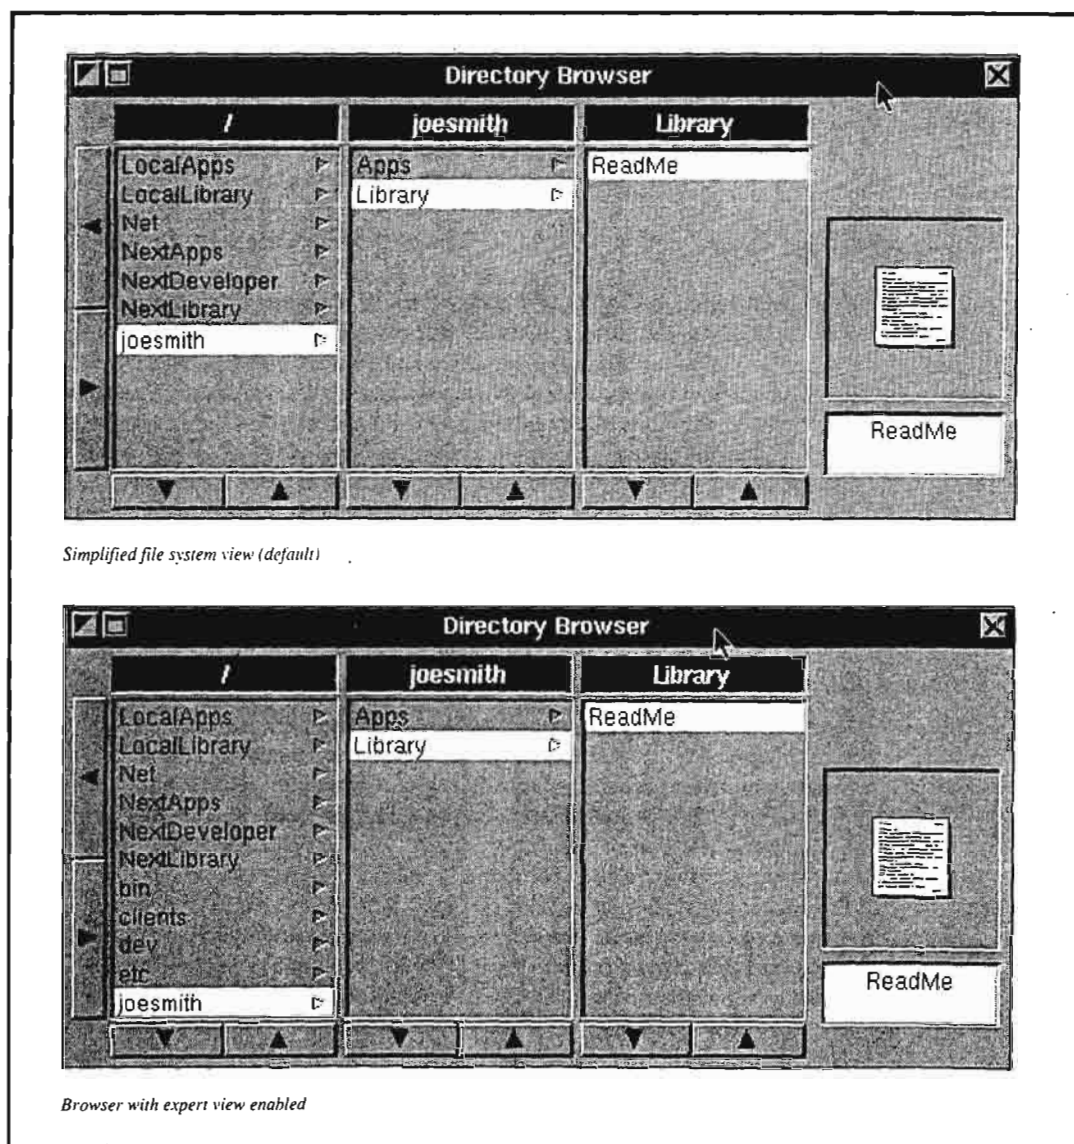 Directory Browser
/ joesmith Library
LocalApps Apps ReadMe
LocalLibrary Library
Net
NextApps
NextDeveloper
NextLibrary
joesmith
ReadMe
Simplified file system view (default)
Directory Browser
/ joesmith Library
LocalApps Apps ReadMe
LocalLibrary Library
Net
NextApps
NextDeveloper
NextLibrary
bin
clients
dev
etc
joesmith
ReadMe
Browser with expert view enabled